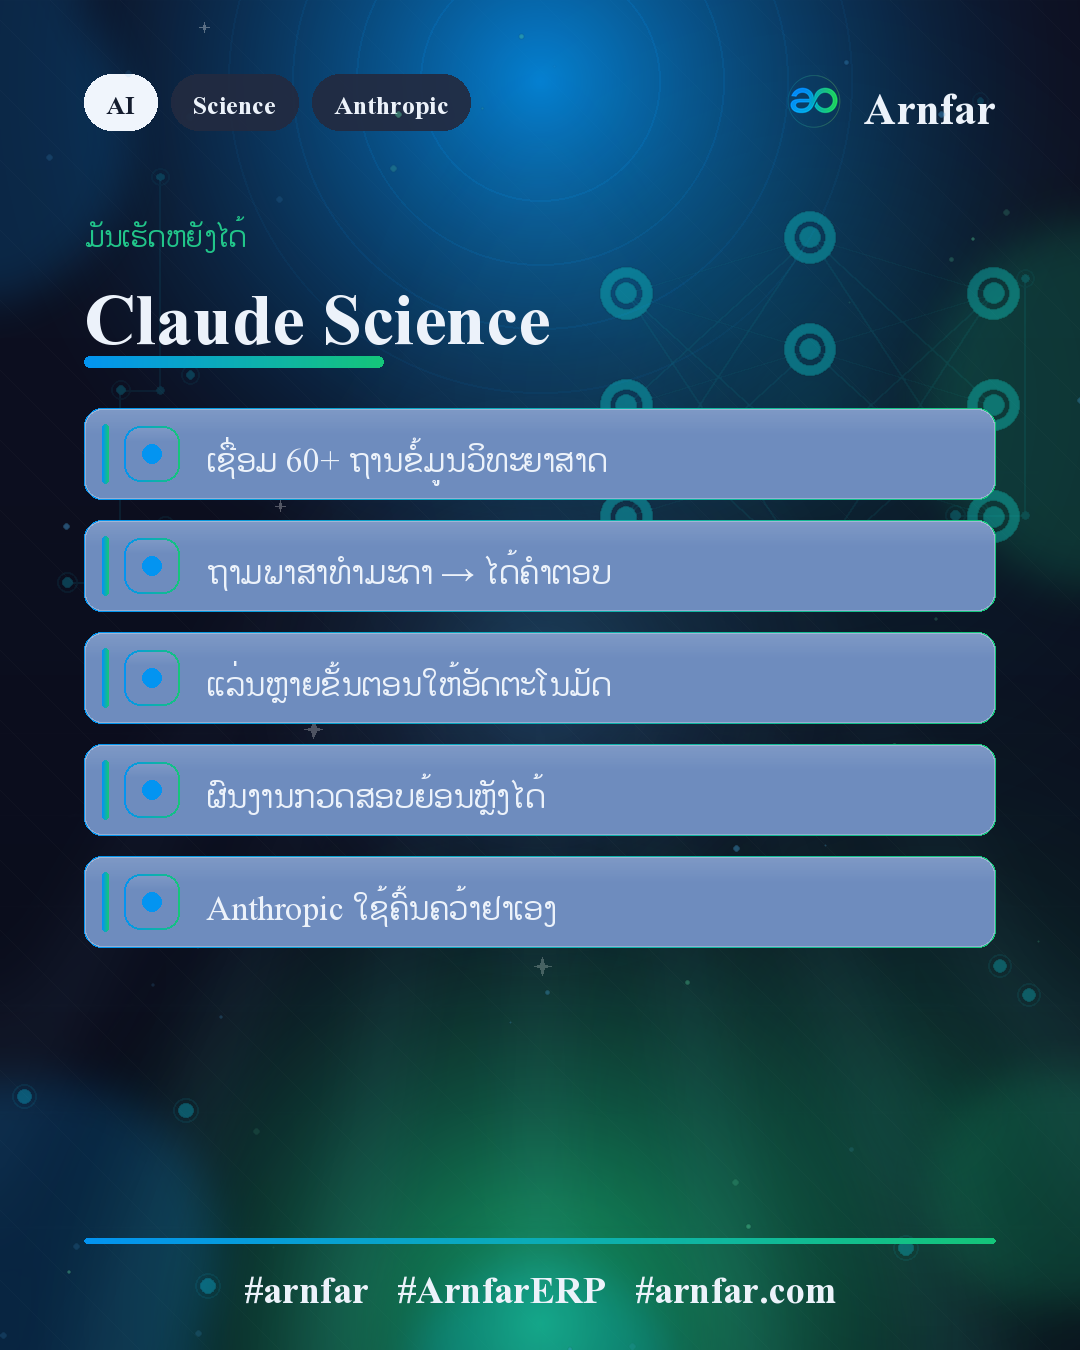 AI Science Anthropic Arnfar
ມັນເຮັດຫຍັງໄດ້
Claude Science
ເຊື່ອມ 60+ ຖານຂໍ້ມູນວິທະຍາສາດ
ຖາມພາສາທຳມະດາ → ໄດ້ຄຳຕອບ
ແລ່ນຫຼາຍຂັ້ນຕອນໃຫ້ອັດຕະໂນມັດ
ຜົນງານກວດສອບຍ້ອນຫຼັງໄດ້
Anthropic ໃຊ້ຄົ້ນຄວ້າຢາເອງ
#arnfar #ArnfarERP #arnfar.com